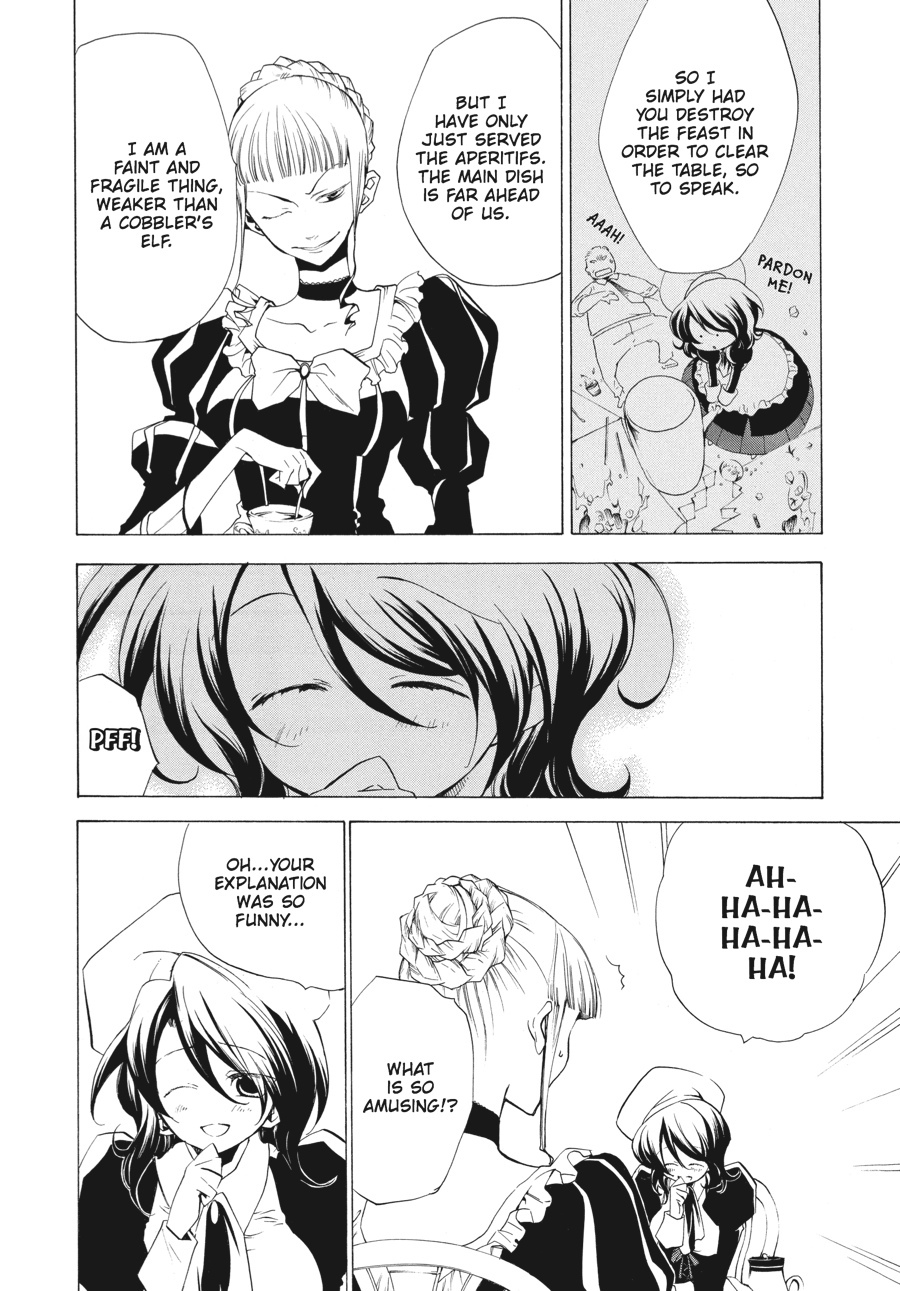 SO I
SIMPLY HAD
YOU DESTROY
THE FEAST IN
ORDER TO CLEAR
THE TABLE, SO
TO SPEAK.
AAAH!
PARDON
ME!
BUT I
HAVE ONLY
JUST SERVED
THE APERITIFS.
THE MAIN DISH
IS FAR AHEAD
OF US.
I AM A
FAINT AND
FRAGILE THING,
WEAKER THAN
A COBBLER'S
ELF.
PFF!
AH-
HA-HA-
HA-HA-
HA!
WHAT
IS SO
AMUSING!?
OH...YOUR
EXPLANATION
WAS SO
FUNNY...